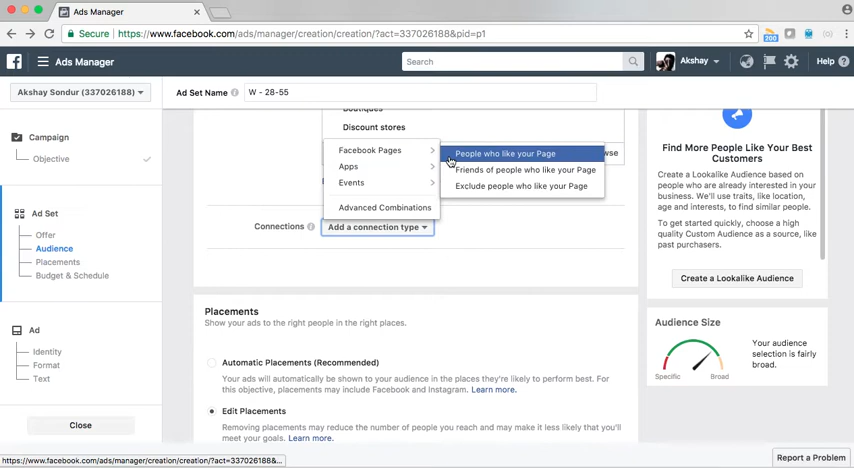 Ads Manager
Secure
https://www.facebook.com/ads/manager/creation/creation/?act=337026188&pid=p1
200
Ads Manager
Search
Akshay
Help
Akshay Sondur (337026188)
Ad Set Name
W - 28-55
Campaign
Objective
Ad Set
Offer
Audience
Placements
Budget & Schedule
Ad
Identity
Format
Text
Close
Boutiques
Discount stores
Facebook Pages
Apps
Events
Advanced Combinations
People who like your Page
Friends of people who like your Page
Exclude people who like your Page
Connections
Add a connection type
Placements
Show your ads to the right people in the right places.
Automatic Placements (Recommended)
Your ads will automatically be shown to your audience in the places they're likely to perform best. For
this objective, placements may include Facebook and Instagram. Learn more.
Edit Placements
Removing placements may reduce the number of people you reach and may make it less likely that you'll
meet your goals. Learn more.
Find More People Like Your Best
Customers
Create a Lookalike Audience based on
people who are already interested in your
business. We'll use traits, like location,
age and interests, to find similar people.
To get started quickly, choose a high
quality Custom Audience as a source, like
past purchasers.
Create a Lookalike Audience
Audience Size
Specific
Broad
Your audience
selection is fairly
broad.
https://www.facebook.com/ads/manager/creation/creation/?act=337026188&...
Report a Problem